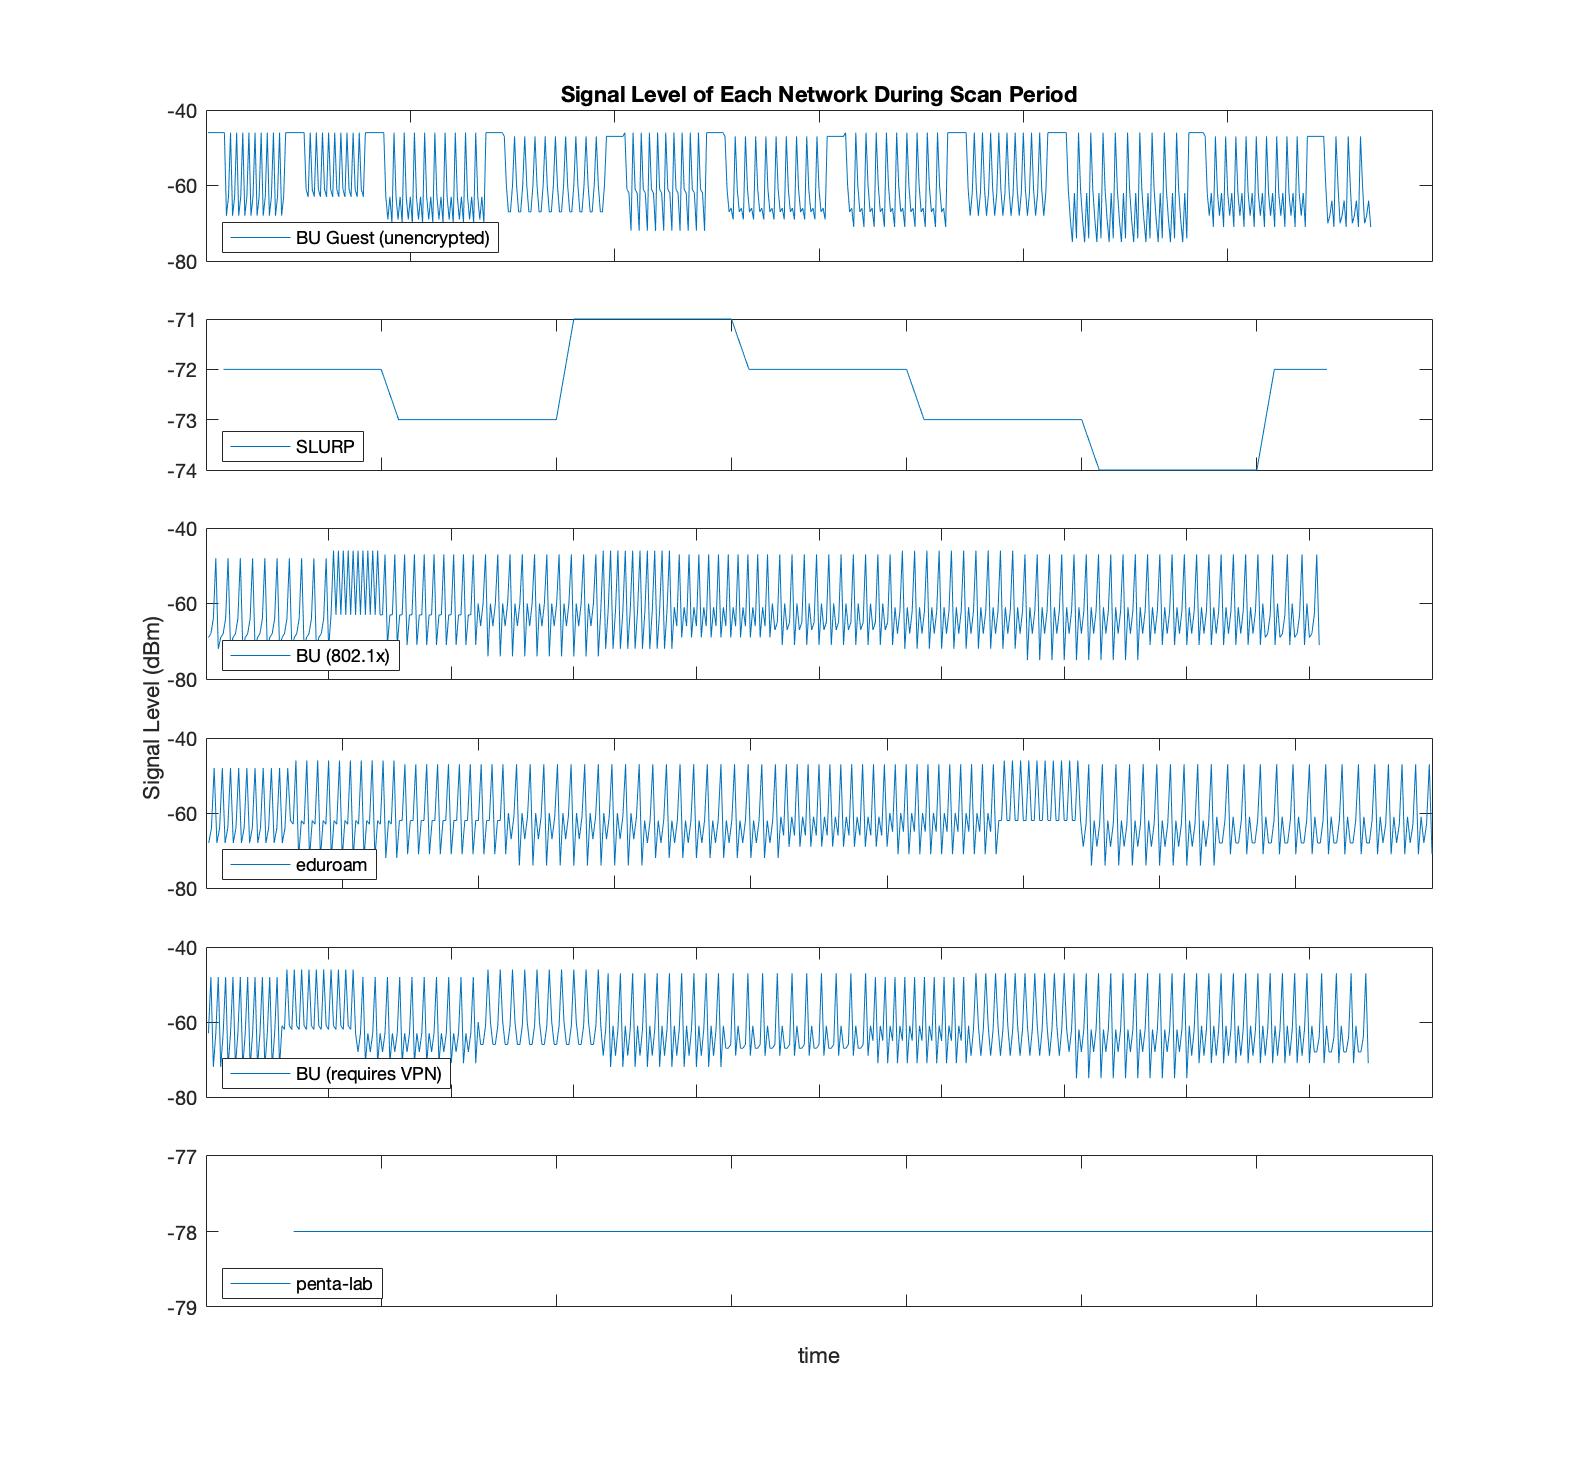 Signal Level of Each Network During Scan Period
-40
-60
-80
BU Guest (unencrypted)
-71
-72
-73
-74
SLURP
-40
-60
-80
BU (802.1x)
Signal Level (dBm)
-40
-60
-80
eduroam
-40
-60
-80
BU (requires VPN)
-77
-78
-79
penta-lab
time